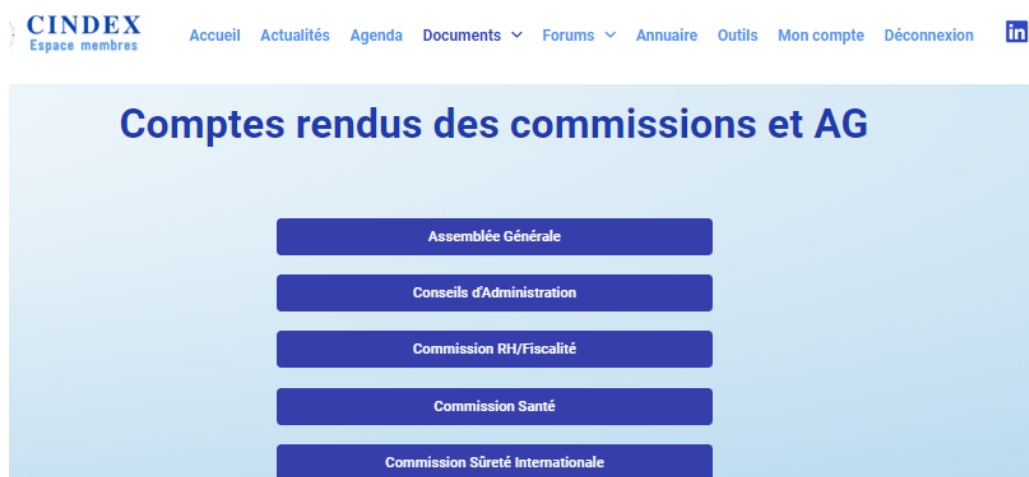 CINDEX
Espace membres
Accueil Actualités Agenda Documents Forums Annuaire Outils Mon compte Déconnexion in
Comptes rendus des commissions et AG
Assemblée Générale
Conseils d'Administration
Commission RH/Fiscalité
Commission Santé
Commission Sûreté Internationale